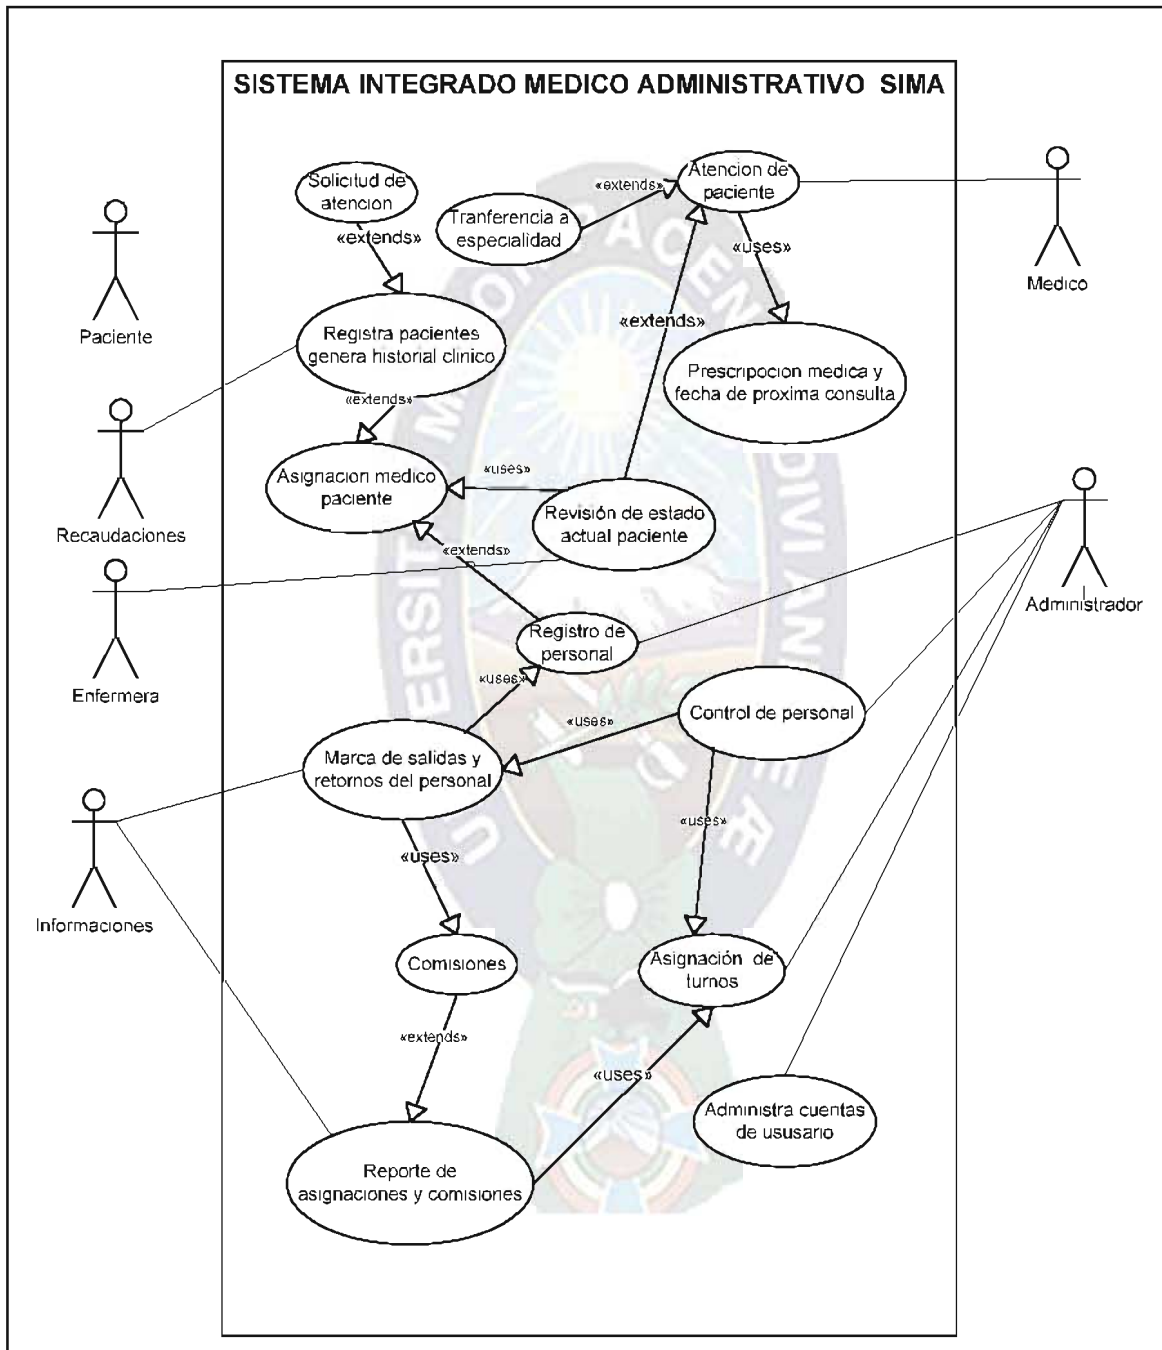 SISTEMA INTEGRADO MEDICO ADMINISTRATIVO SIMA
Solicitud de
atención
«extends»
Tranferencia a
especialidad
«extends»
Atencion de
paciente
«uses»
Medico
Paciente
Registra pacientes
genera historial clinico
«extends»
«extends»
Prescripocion medica y
fecha de proxima consulta
Recaudaciones
Asignacion medico
paciente
«uses»
Revisión de estado
actual paciente
«extends»
Administrador
Enfermera
Registro de
personal
«uses»
Control de personal
«uses»
Marca de salidas y
retornos del personal
«uses»
«uses»
Informaciones
Comisiones
Asignación de
turnos
«extends»
«uses»
Administra cuentas
de ususario
Reporte de
asignaciones y comisiones